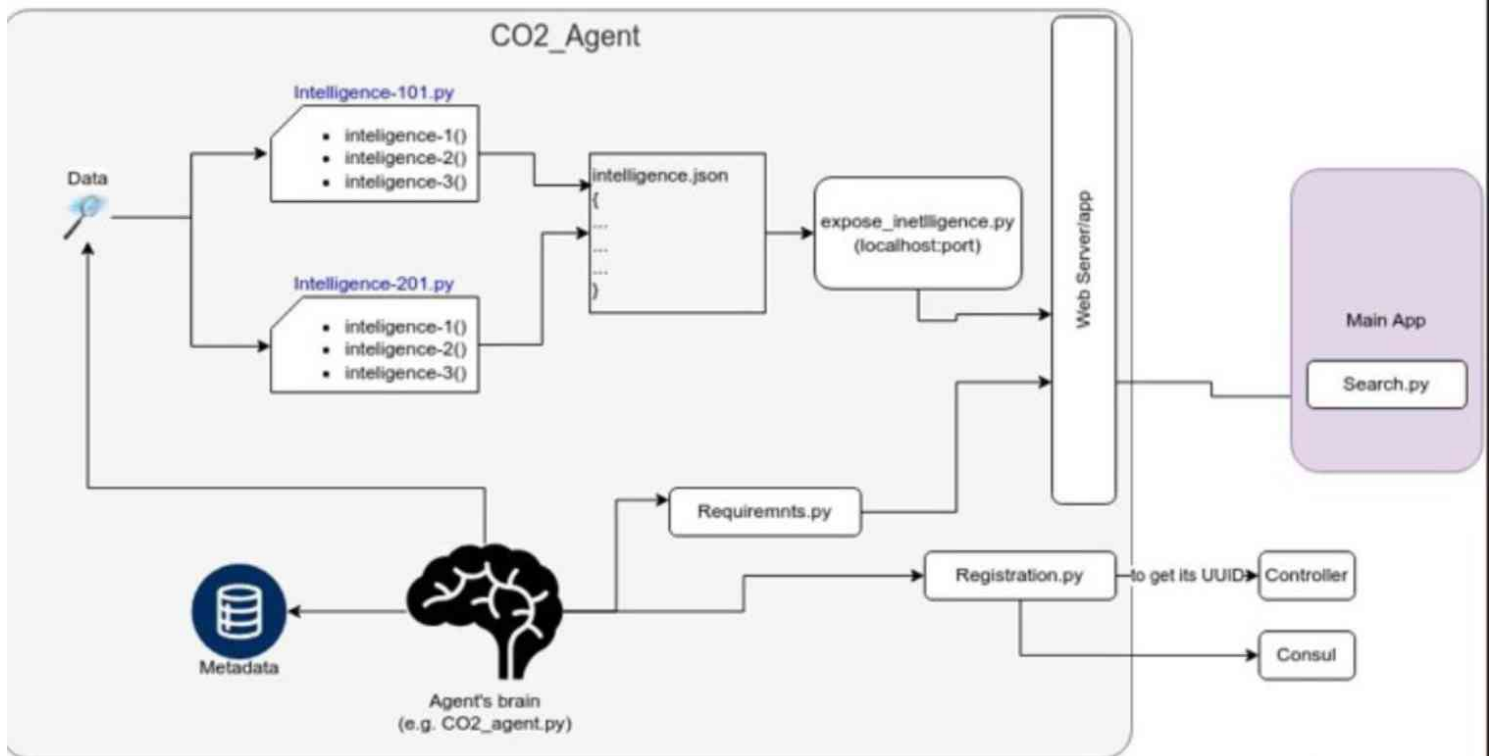 CO2_Agent
Intelligence-101.py
inteligence-1()
inteligence-2()
inteligence-3()
Data
Intelligence-201.py
inteligence-1()
inteligence-2()
inteligence-3()
intelligence.json
{
...
...
...
}
expose_inetlligence.py
(localhost:port)
Web Server/app
Main App
Search.py
Requiremnts.py
Registration.py
to get its UUID
Controller
Consul
Metadata
Agent's brain
(e.g. CO2_agent.py)